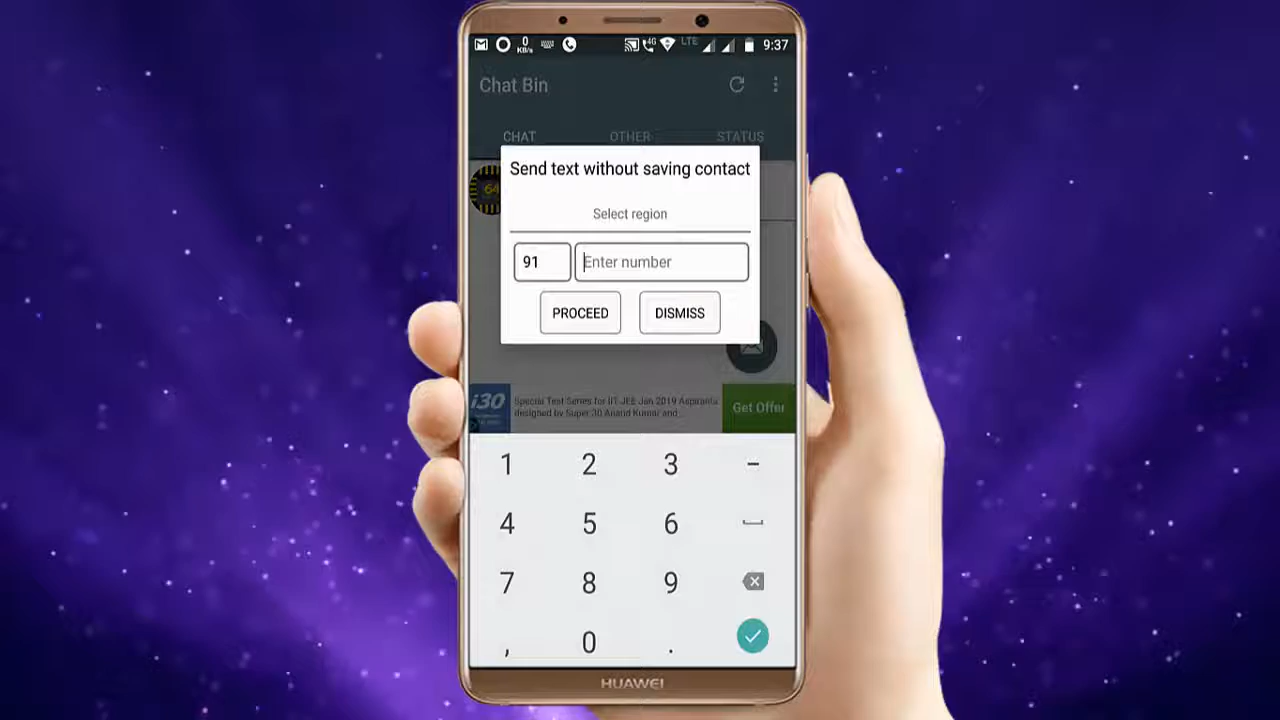 0
KB/s
4G
LTE
9:37
Chat Bin
CHAT
OTHER
STATUS
64
Send text without saving contact
Select region
91
Enter number
PROCEED
DISMISS
i30
Special Test Series for IIT JEE Jan 2019 Aspirants
designed by Super 30 Anand Kumar and...
Get Offer
1
2
3
-
4
5
6
7
8
9
,
0
.
HUAWEI